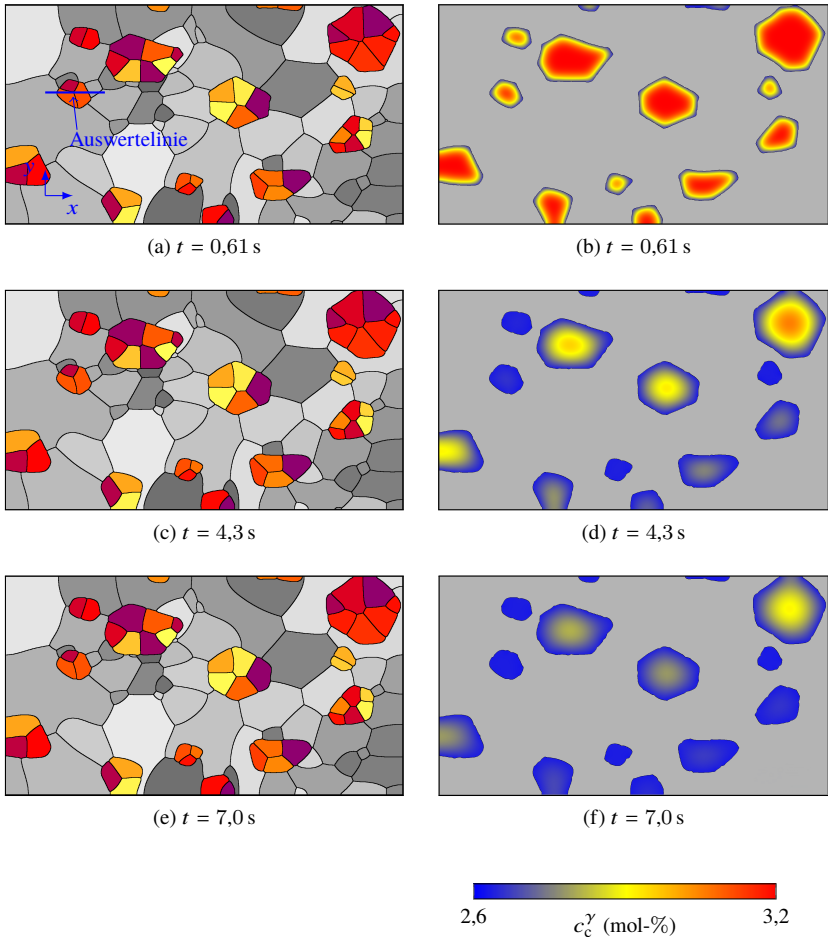 Auswertelinie
y
x
(a) t = 0,61 s
(b) t = 0,61 s
(c) t = 4,3 s
(d) t = 4,3 s
(e) t = 7,0 s
(f) t = 7,0 s
2,6
3,2
c_c^γ (mol-%)